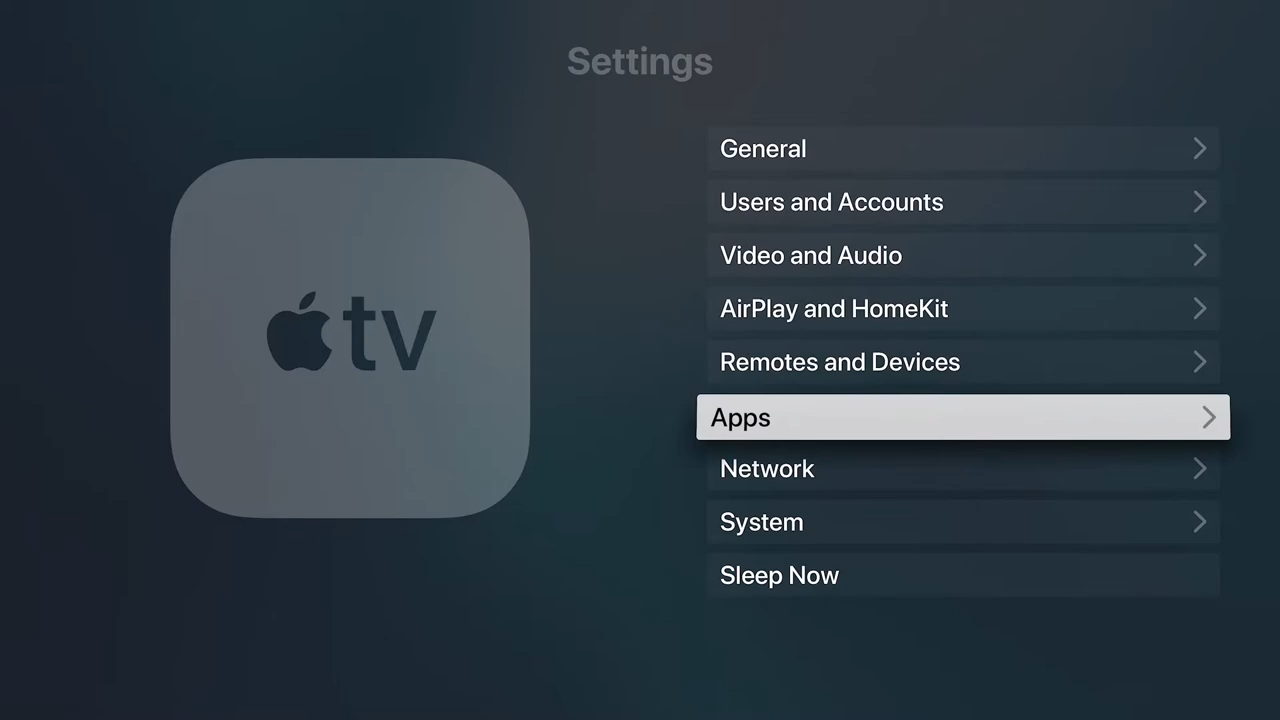 Settings
General
Users and Accounts
Video and Audio
AirPlay and HomeKit
Remotes and Devices
Apps
Network
System
Sleep Now
tv